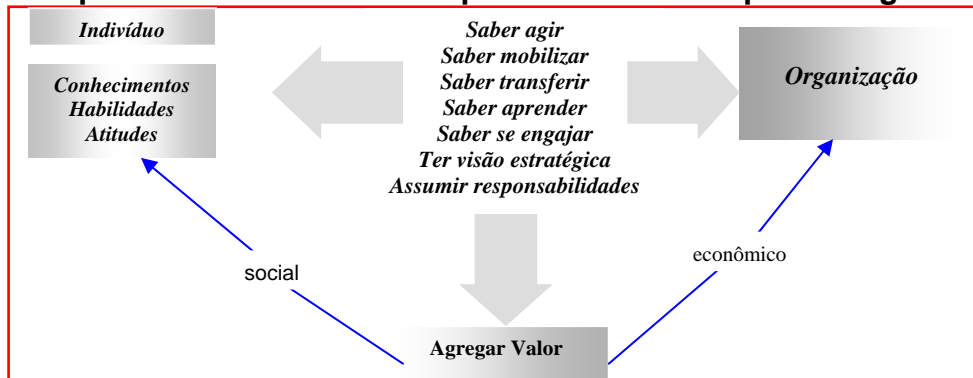 Indivíduo
Conhecimentos
Habilidades
Atitudes
Saber agir
Saber mobilizar
Saber transferir
Saber aprender
Saber se engajar
Ter visão estratégica
Assumir responsabilidades
Organização
social
econômico
Agregar Valor